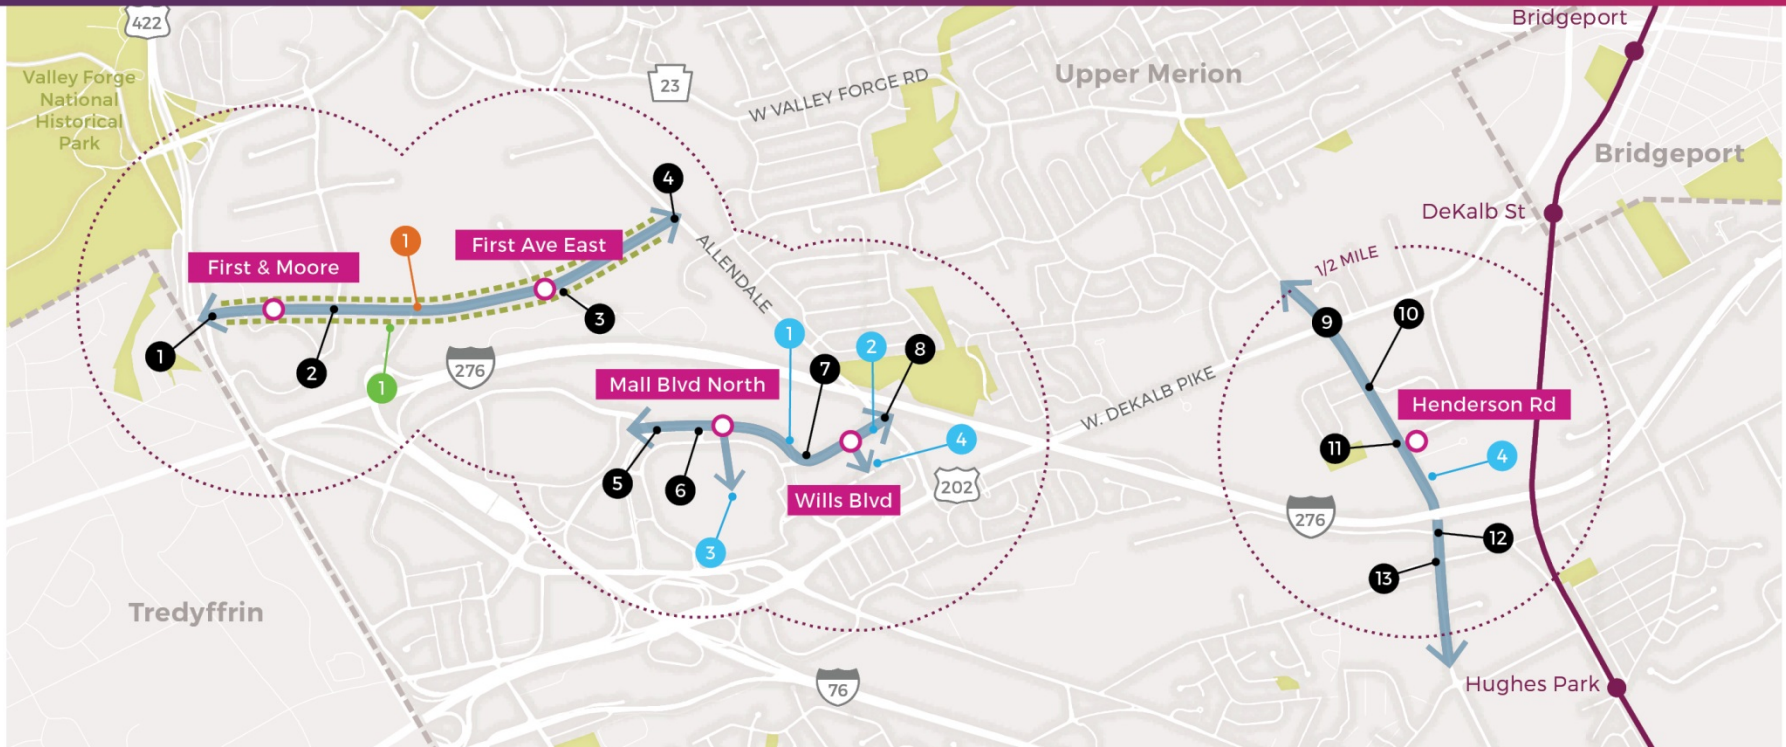 422
Bridgeport
Valley Forge
National
Historical
Park
23
W VALLEY FORGE RD
Upper Merion
Bridgeport
4
DeKalb St
1
First Ave East
First & Moore
ALLENDALE
1/2 MILE
3
1
2
1
276
1
2
8
7
9
10
Mall Blvd North
W. DEKALB PIKE
Henderson Rd
4
11
4
5
6
Wills Blvd
202
276
3
12
13
Tredyffrin
76
Hughes Park